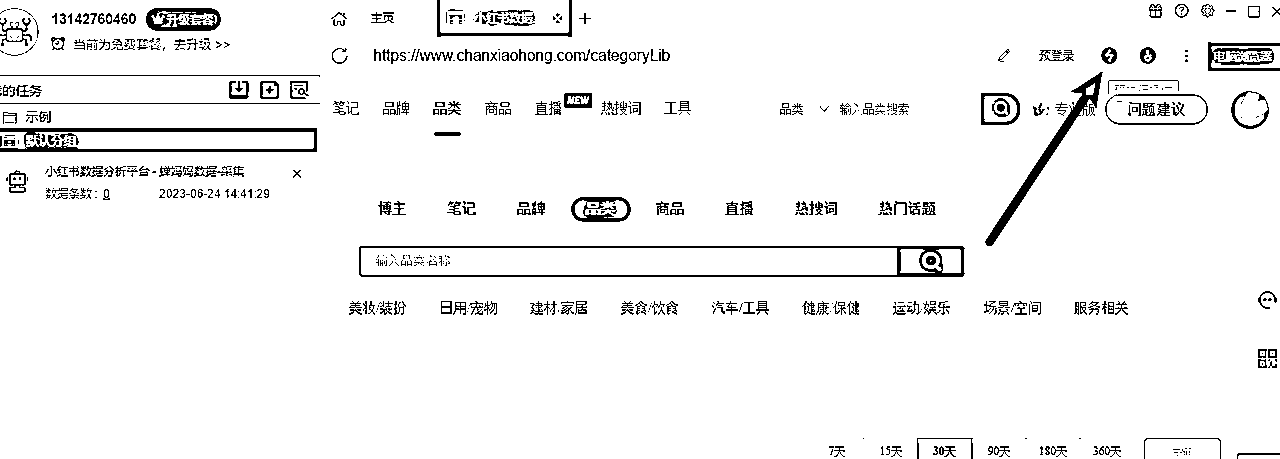 13142760460 升级套餐
当前为免费套餐，去升级 >>
的任务
示例
默认分组
小红书数据分析平台 - 蝉妈妈数据-采集
数据条数：0 2023-06-24 14:41:29
主页 小红书数据
https://www.chanxiaohong.com/categoryLib 预登录
笔记 品牌 品类 商品 直播 NEW 热搜词 工具 品类 输入品类搜索 专业版 问题建议
博主 笔记 品牌 品类 商品 直播 热搜词 热门话题
输入品类名称
美妆/装扮 日用/宠物 建材/家居 美食/饮食 汽车/工具 健康/保健 运动/娱乐 场景/空间 服务相关
7天 15天 30天 90天 180天 360天